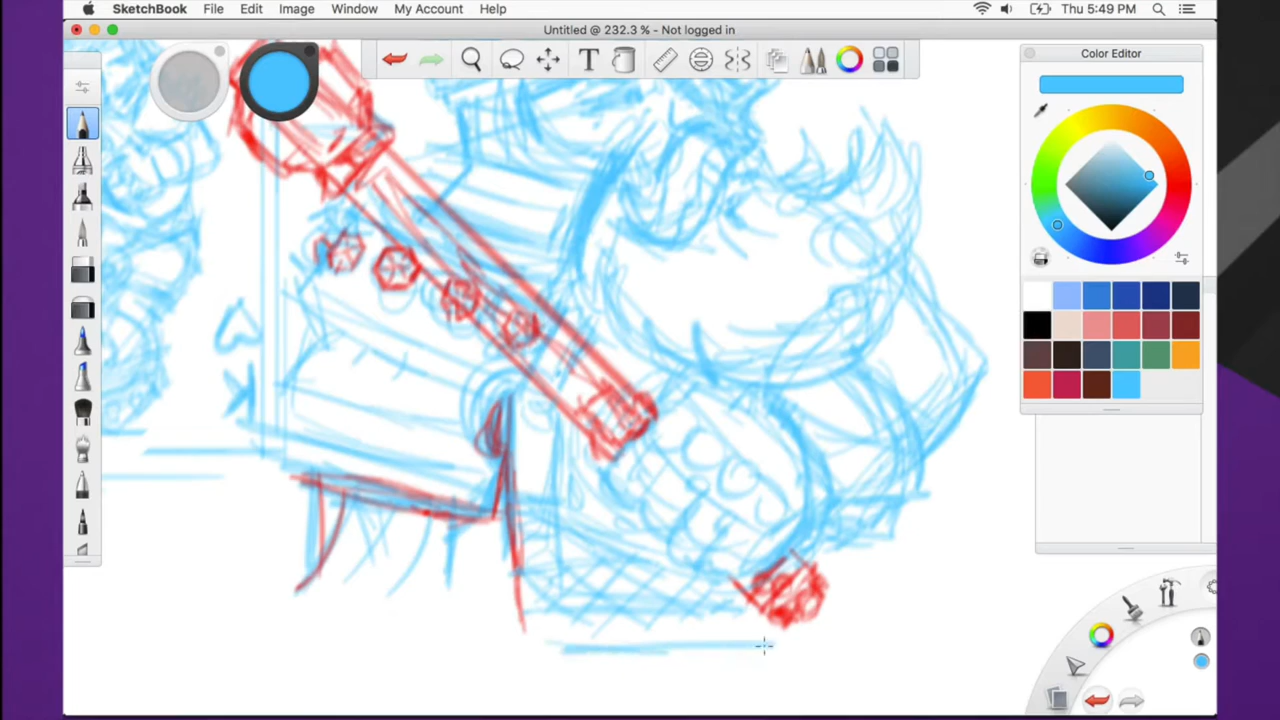 SketchBook File Edit Image Window My Account Help Thu 5:49 PM
Untitled @ 232.3 % - Not logged in
T
Color Editor